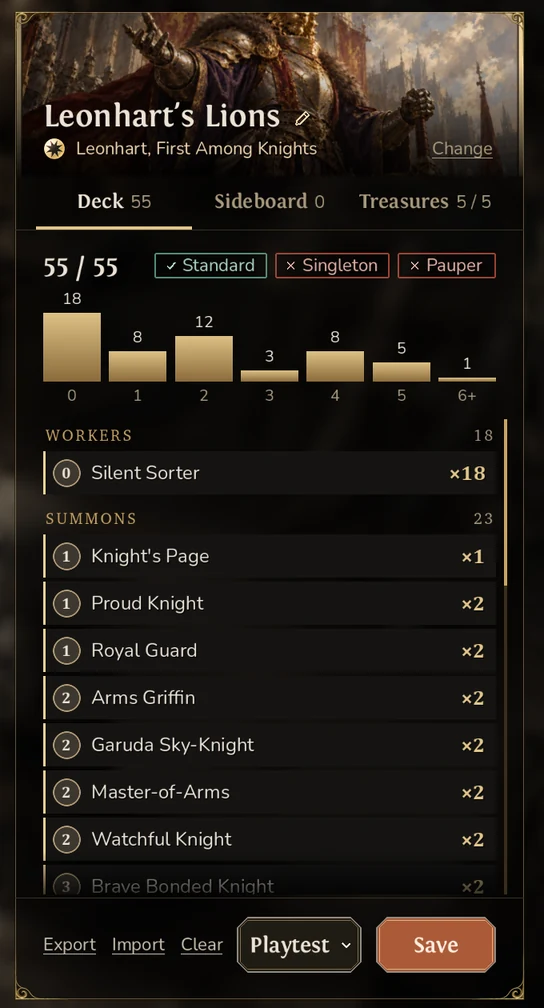 Leonhart's Lions
Leonhart, First Among Knights Change
Deck 55 Sideboard 0 Treasures 5 / 5
55 / 55 ✓ Standard × Singleton × Pauper
18 8 12 3 8 5 1
0 1 2 3 4 5 6+
WORKERS 18
0 Silent Sorter ×18
SUMMONS 23
1 Knight's Page ×1
1 Proud Knight ×2
1 Royal Guard ×2
2 Arms Griffin ×2
2 Garuda Sky-Knight ×2
2 Master-of-Arms ×2
2 Watchful Knight ×2
3 Brave Bonded Knight ×2
Export Import Clear Playtest Save